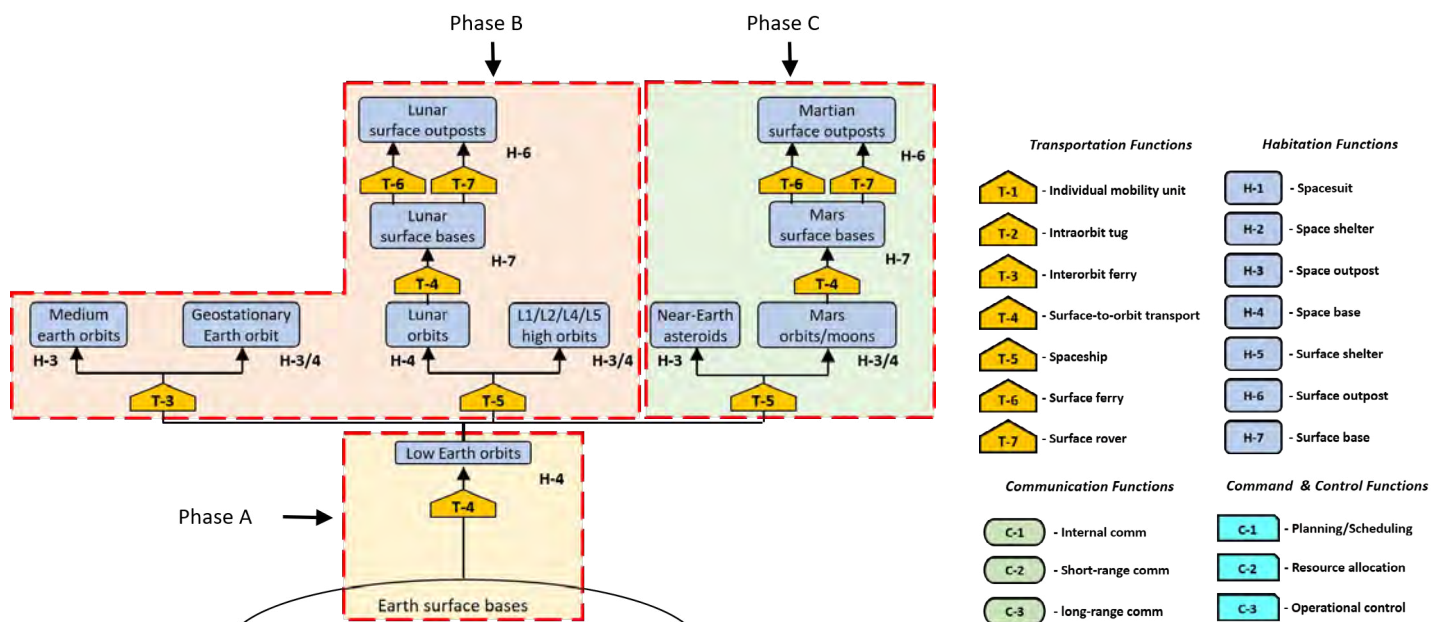 Phase B
Phase C
Lunar
surface outposts
H-6
T-6
T-7
Lunar
surface bases
H-7
T-4
Medium
earth orbits
H-3
Geostationary
Earth orbit
H-3/4
Lunar
orbits
H-4
L1/L2/L4/L5
high orbits
H-3/4
T-3
T-5
Martian
surface outposts
H-6
T-6
T-7
Mars
surface bases
H-7
T-4
Near-Earth
asteroids
H-3
Mars
orbits/moons
H-3/4
T-5
Low Earth orbits
H-4
T-4
Phase A
Earth surface bases
Transportation Functions
T-1 - Individual mobility unit
T-2 - Intraorbit tug
T-3 - Interorbit ferry
T-4 - Surface-to-orbit transport
T-5 - Spaceship
T-6 - Surface ferry
T-7 - Surface rover
Habitation Functions
H-1 - Spacesuit
H-2 - Space shelter
H-3 - Space outpost
H-4 - Space base
H-5 - Surface shelter
H-6 - Surface outpost
H-7 - Surface base
Communication Functions
C-1 - Internal comm
C-2 - Short-range comm
C-3 - long-range comm
Command & Control Functions
C-1 - Planning/Scheduling
C-2 - Resource allocation
C-3 - Operational control